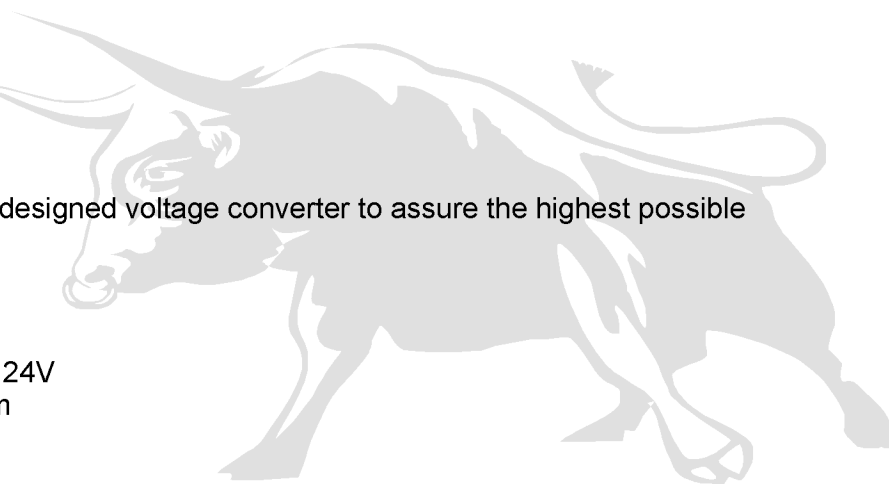 designed voltage converter to assure the highest possible
24V
m